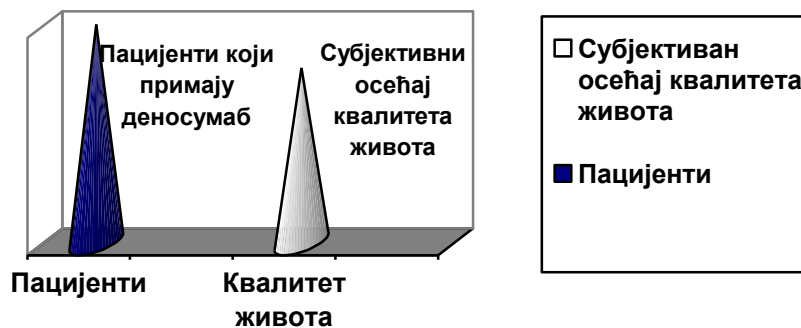 Пацијенти који
примају
деносумаб
Субјективни
осећај
квалитета
живота
Пацијенти
Квалитет
живота
Субјективан
осећај квалитета
живота
Пацијенти